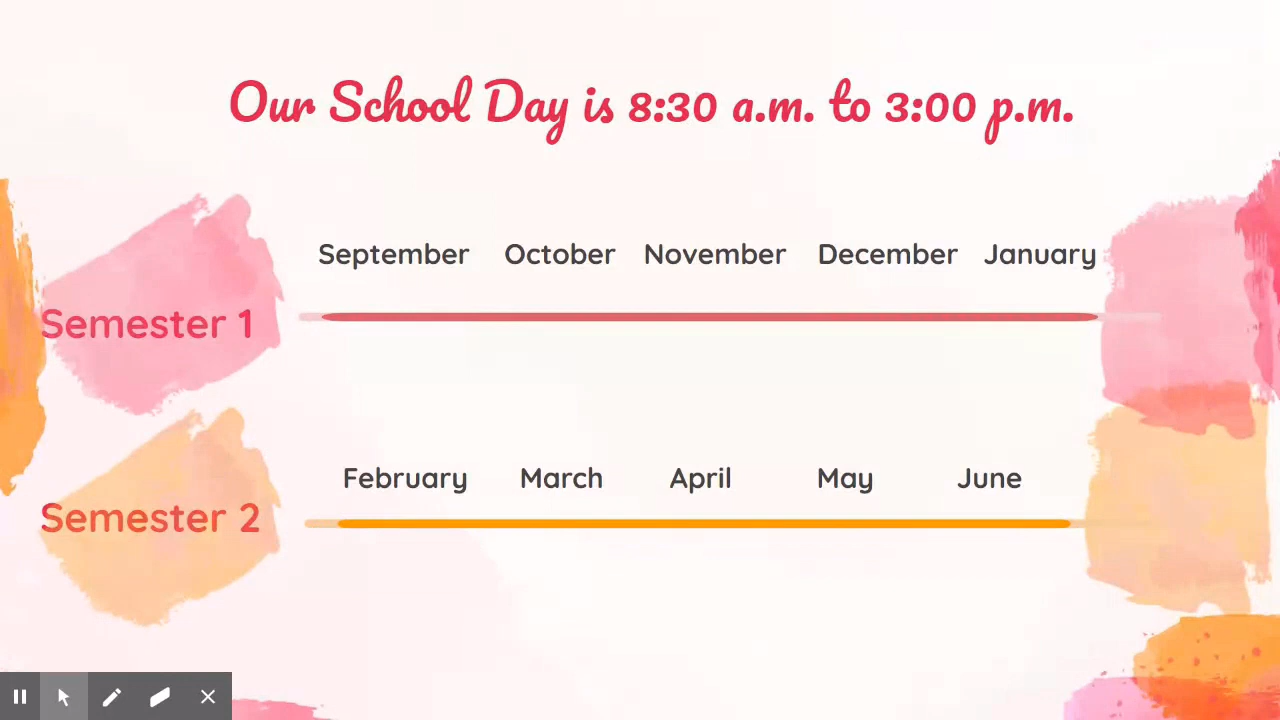 Our School Day is 8:30 a.m. to 3:00 p.m.
September October November December January
Semester 1
February March April May June
Semester 2